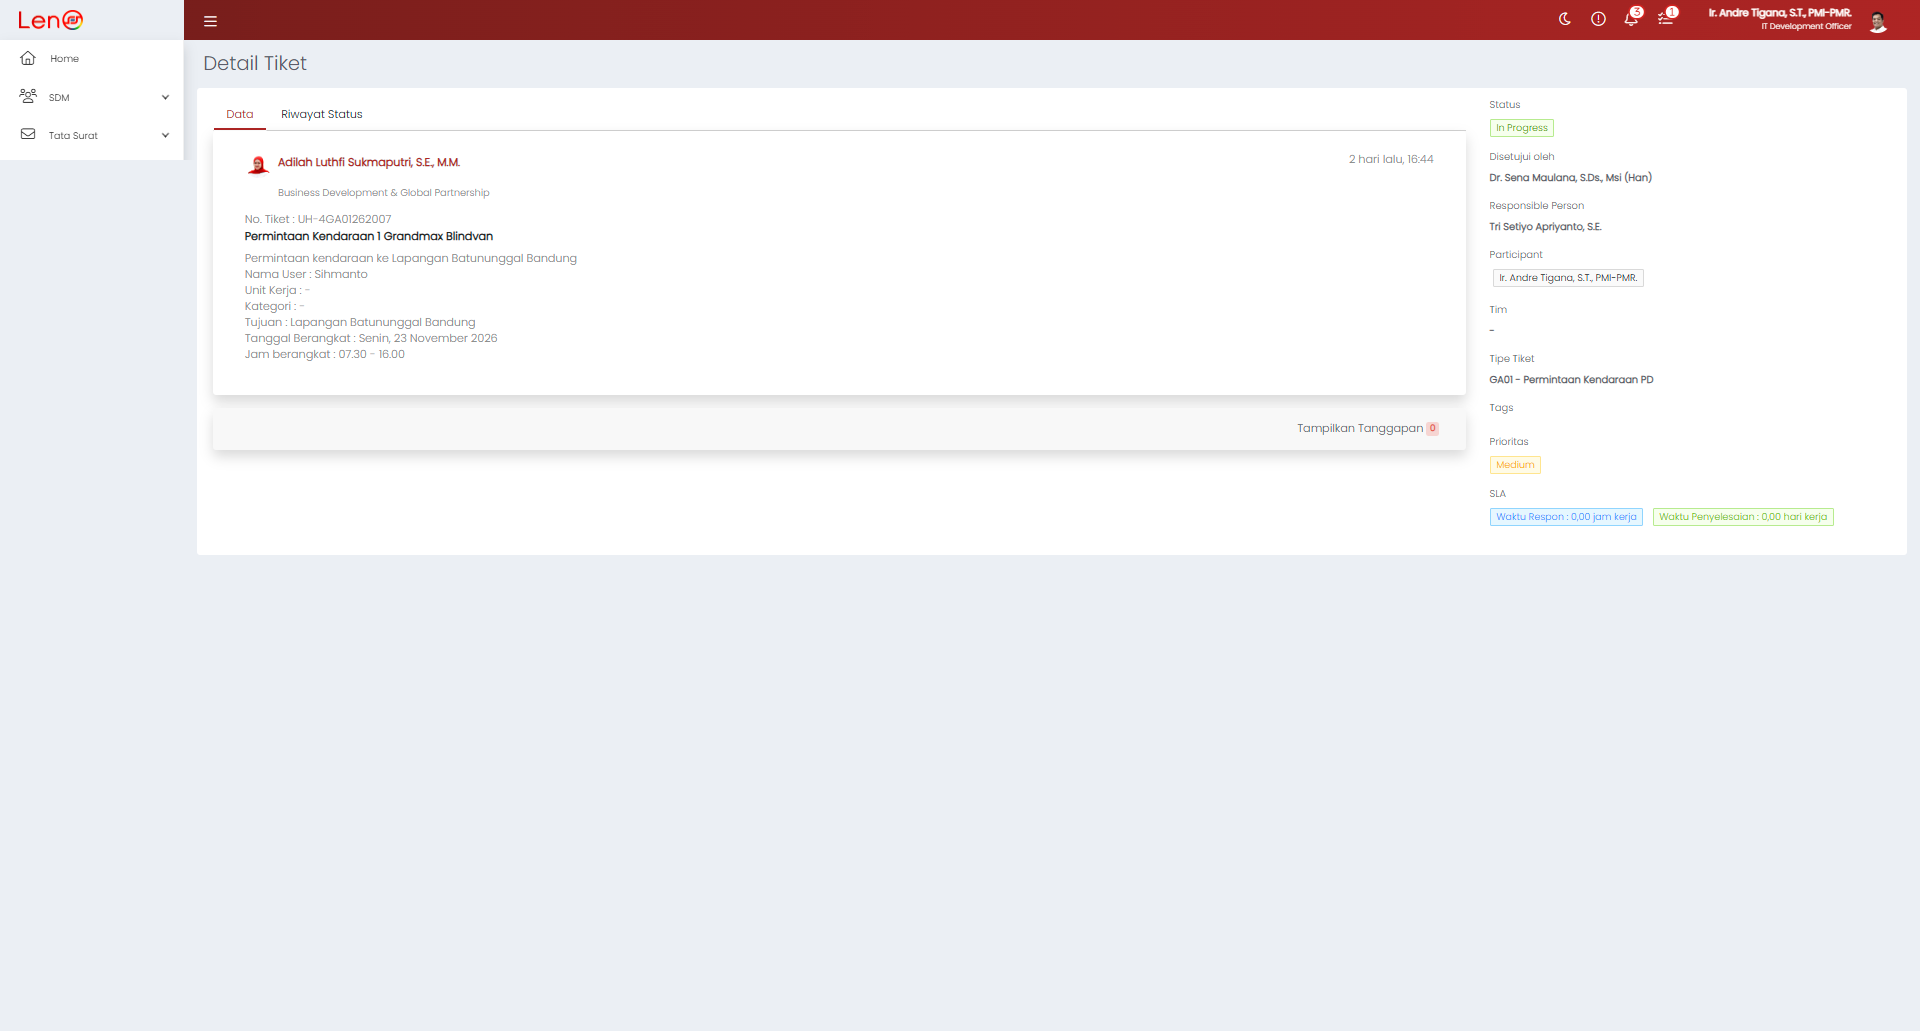 Len
Home
SDM
Tata Surat
3
1
Ir. Andre Tigana, S.T., PMI-PMR.
IT Development Officer
Detail Tiket
Data
Riwayat Status
Adilah Luthfi Sukmaputri, S.E., M.M.
2 hari lalu, 16:44
Business Development & Global Partnership
No. Tiket : UH-4GA01262007
Permintaan Kendaraan 1 Grandmax Blindvan
Permintaan kendaraan ke Lapangan Batununggal Bandung
Nama User : Sihmanto
Unit Kerja : -
Kategori : -
Tujuan : Lapangan Batununggal Bandung
Tanggal Berangkat : Senin, 23 November 2026
Jam berangkat : 07.30 - 16.00
Tampilkan Tanggapan 0
Status
In Progress
Disetujui oleh
Dr. Sena Maulana, S.Ds., Msi (Han)
Responsible Person
Tri Setiyo Apriyanto, S.E.
Participant
Ir. Andre Tigana, S.T., PMI-PMR.
Tim
-
Tipe Tiket
GA01 - Permintaan Kendaraan PD
Tags
Prioritas
Medium
SLA
Waktu Respon : 0,00 jam kerja
Waktu Penyelesaian : 0,00 hari kerja